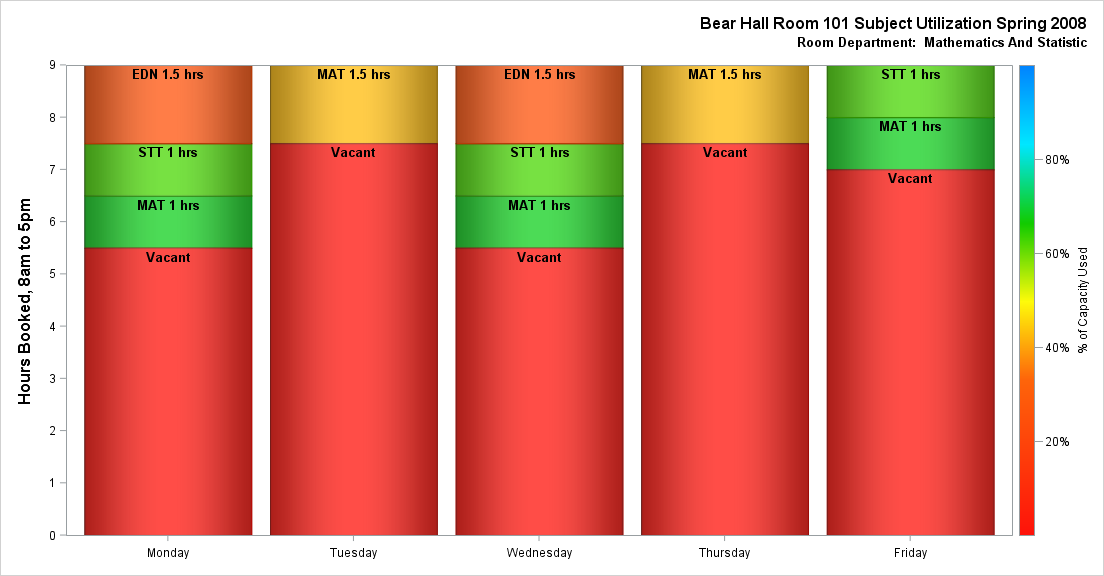 Bear Hall Room 101 Subject Utilization Spring 2008
Room Department:  Mathematics And Statistic
Hours Booked, 8am to 5pm
9
8
7
6
5
4
3
2
1
0
EDN 1.5 hrs
STT 1 hrs
MAT 1 hrs
Vacant
MAT 1.5 hrs
Vacant
EDN 1.5 hrs
STT 1 hrs
MAT 1 hrs
Vacant
MAT 1.5 hrs
Vacant
STT 1 hrs
MAT 1 hrs
Vacant
Monday
Tuesday
Wednesday
Thursday
Friday
80%
60%
40%
20%
% of Capacity Used